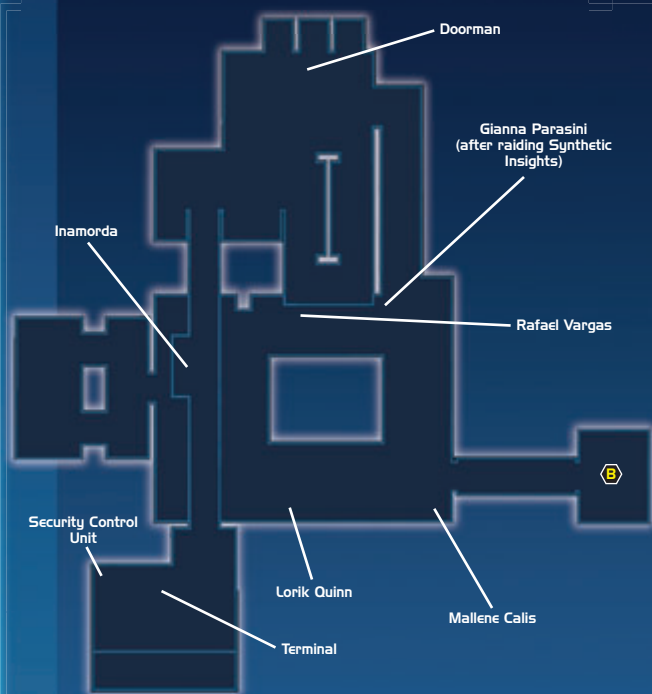 Doorman
Gianna Parasini
(after raiding Synthetic
Insights)
Inamorda
Rafael Vargas
B
Security Control
Unit
Lorik Quinn
Mallene Calis
Terminal